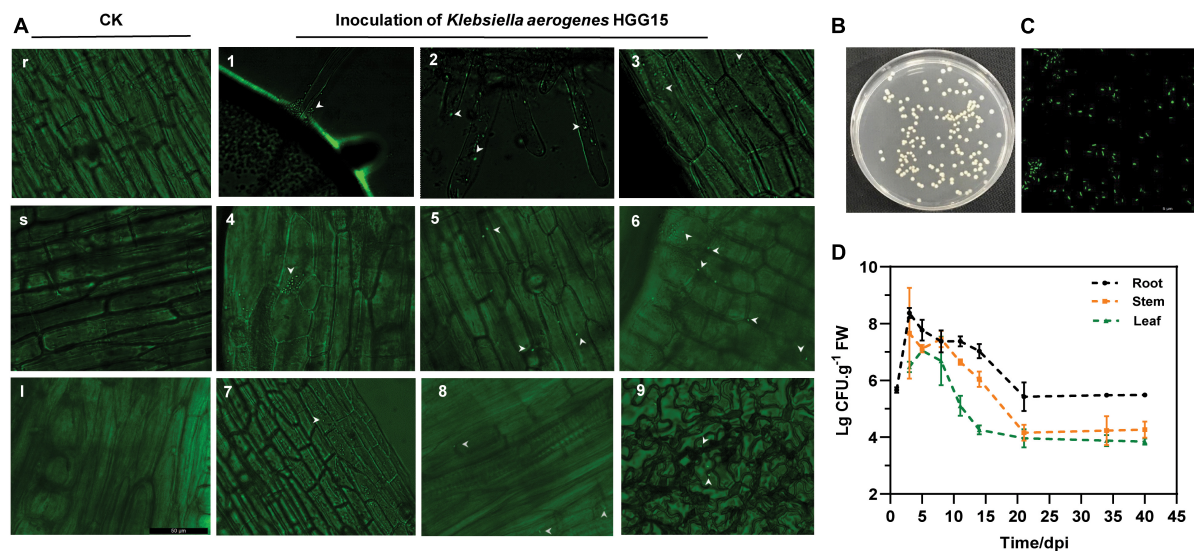 A
CK
Inoculation of Klebsiella aerogenes HGG15
B
C
r
1
2
3
s
4
5
6
l
7
8
9
50 μm
5 μm
D
Lg CFU.g⁻¹ FW
10
8
6
4
2
Root
Stem
Leaf
0 5 10 15 20 25 30 35 40 45
Time/dpi